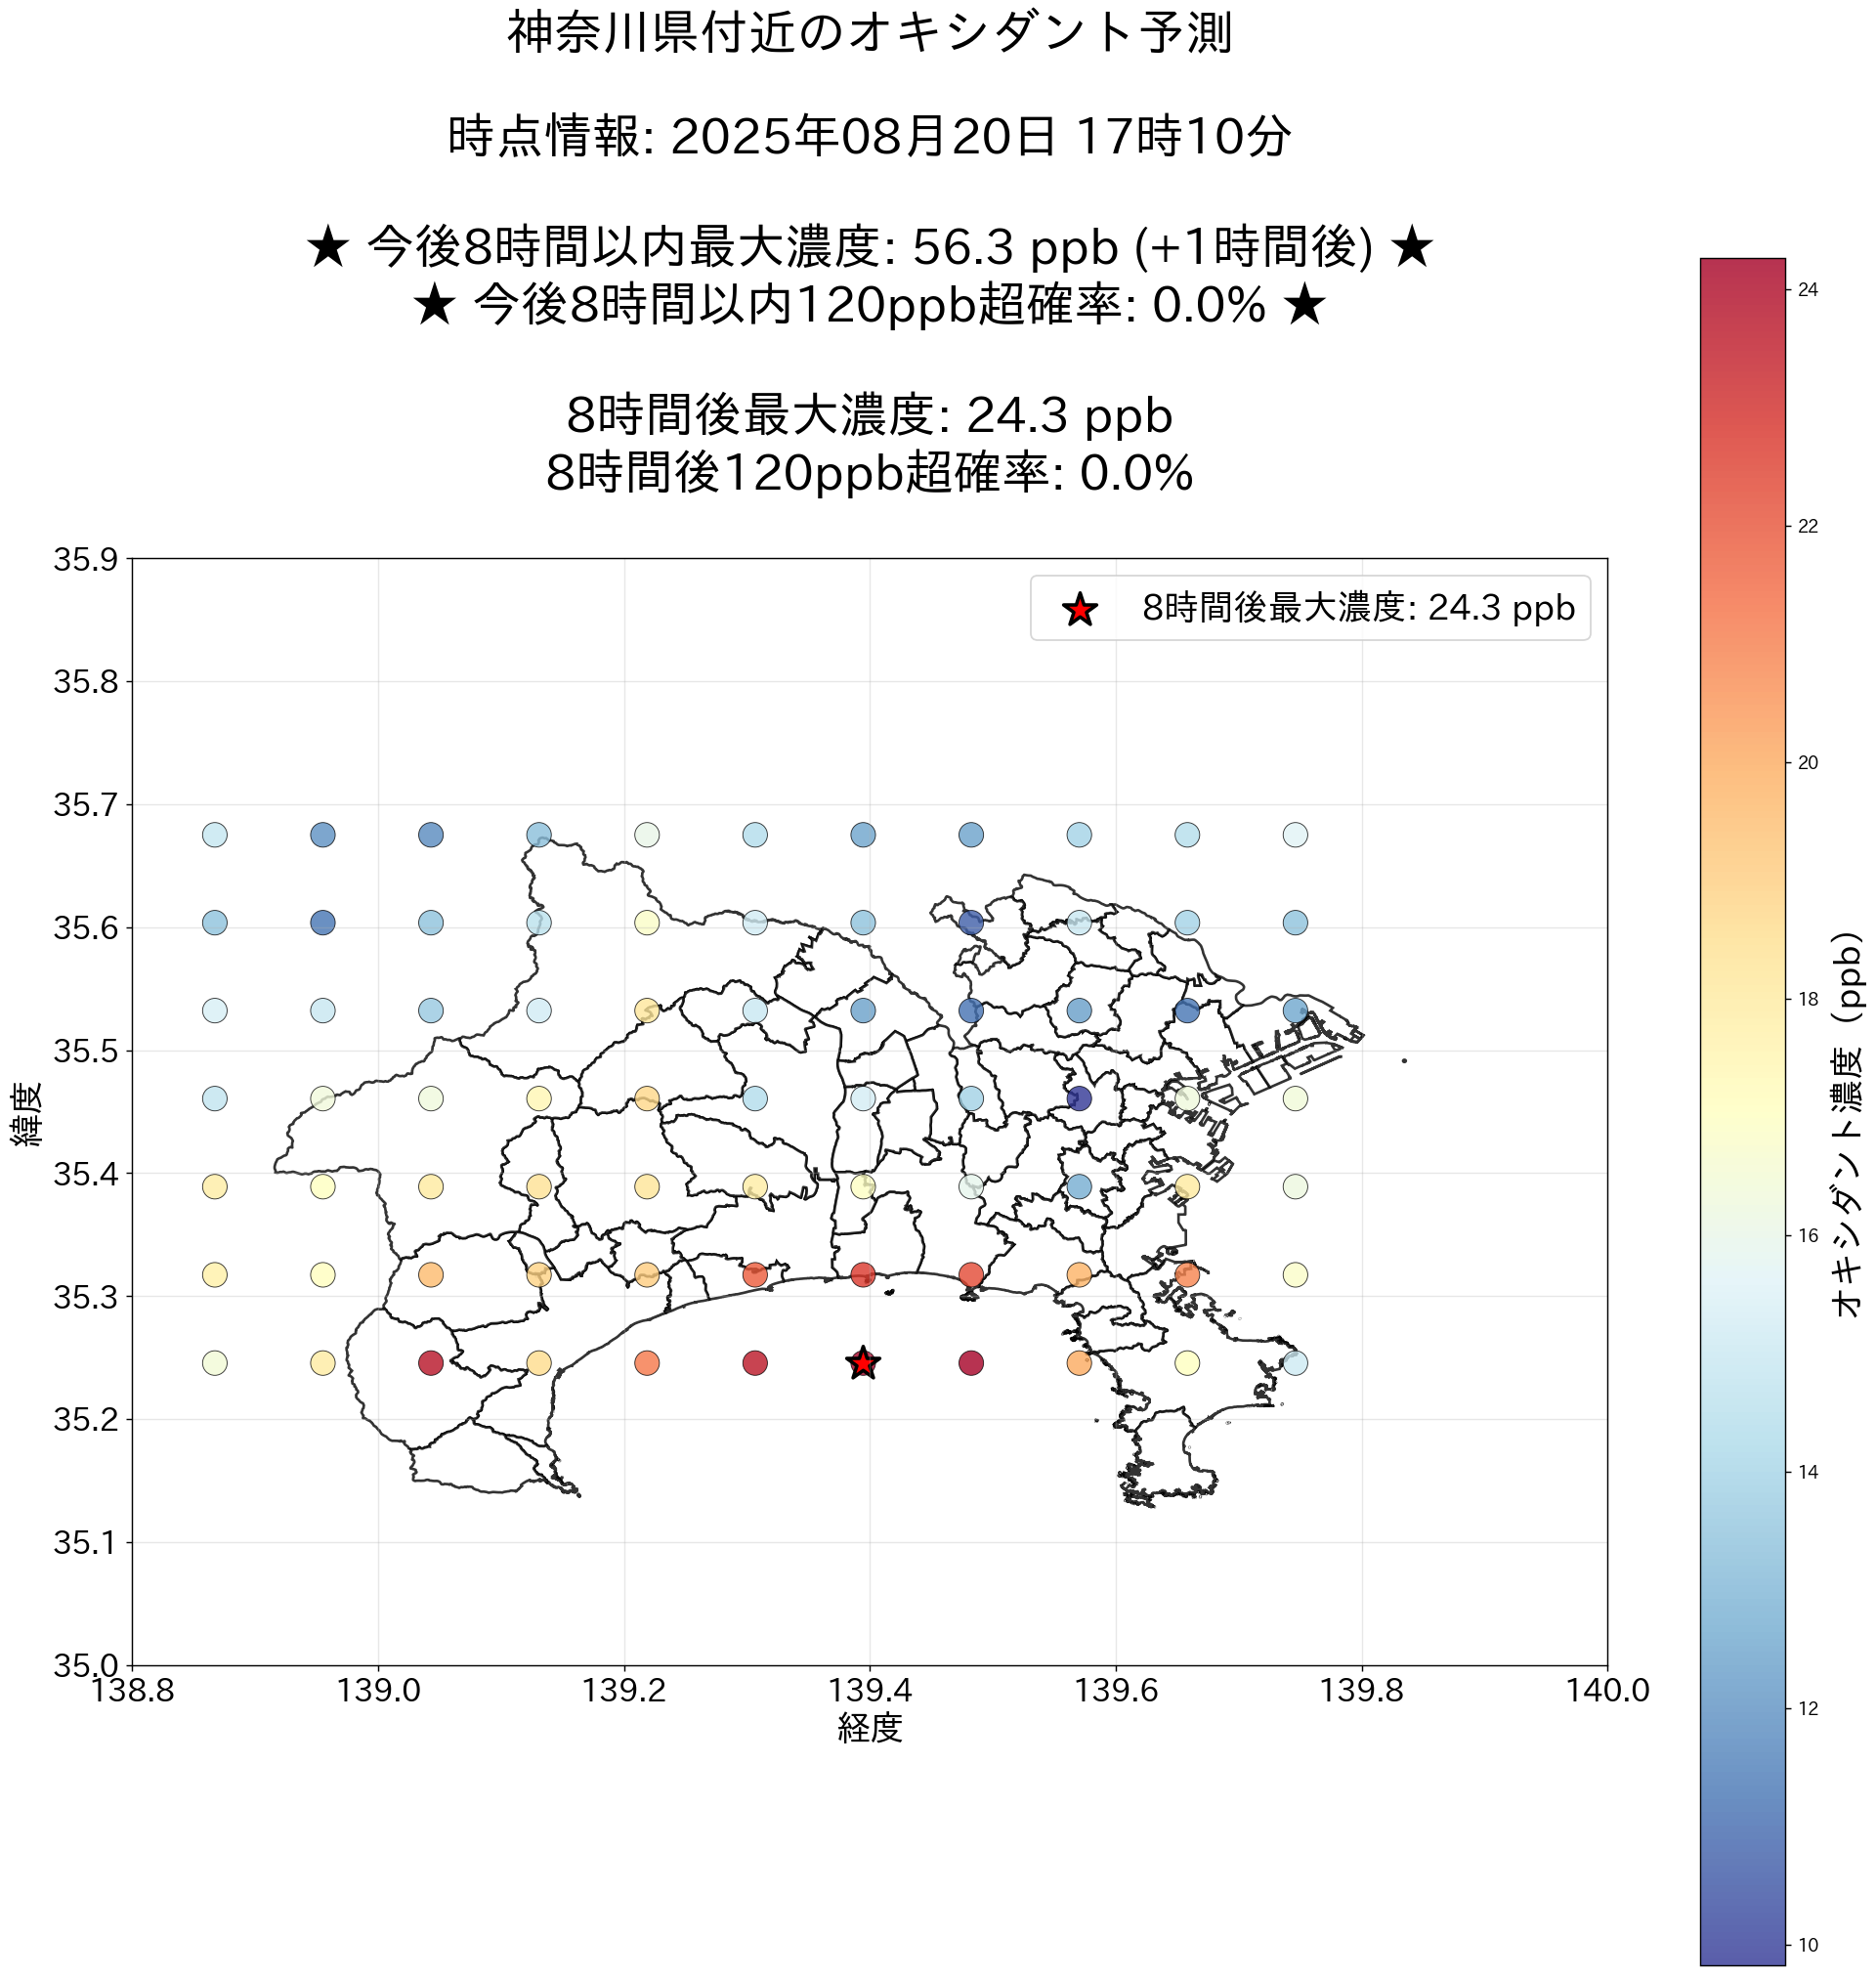 神奈川県付近のオキシダント予測
時点情報: 2025年08月20日 17時10分
★ 今後8時間以内最大濃度: 56.3 ppb (+1時間後) ★
★ 今後8時間以内120ppb超確率: 0.0% ★
8時間後最大濃度: 24.3 ppb
8時間後120ppb超確率: 0.0%
8時間後最大濃度: 24.3 ppb
35.9
35.8
35.7
35.6
35.5
35.4
35.3
35.2
35.1
35.0
緯度
138.8
139.0
139.2
139.4
139.6
139.8
140.0
経度
24
22
20
18
16
14
12
10
オキシダント濃度（ppb）